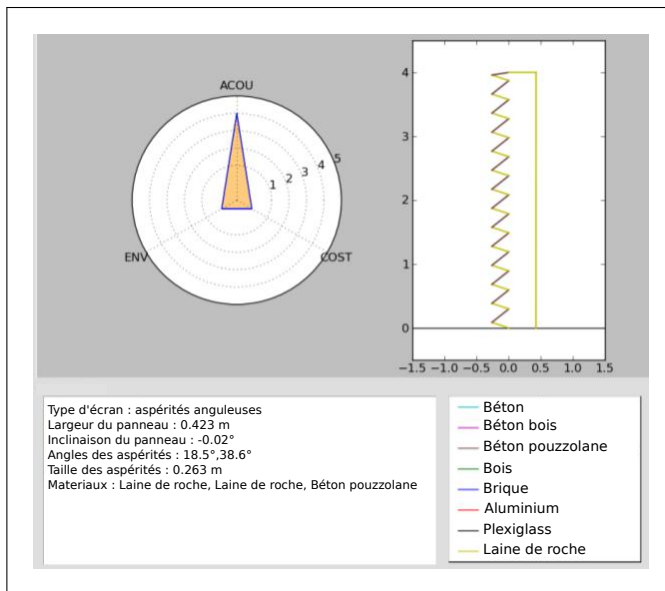 ACOU
5
4
3
2
1
ENV
COST
4
3
2
1
0
−1.5 −1.0 −0.5 0.0 0.5 1.0 1.5
Type d'écran : aspérités anguleuses
Largeur du panneau : 0.423 m
Inclinaison du panneau : -0.02°
Angles des aspérités : 18.5°,38.6°
Taille des aspérités : 0.263 m
Materiaux : Laine de roche, Laine de roche, Béton pouzzolane
Béton
Béton bois
Béton pouzzolane
Bois
Brique
Aluminium
Plexiglass
Laine de roche